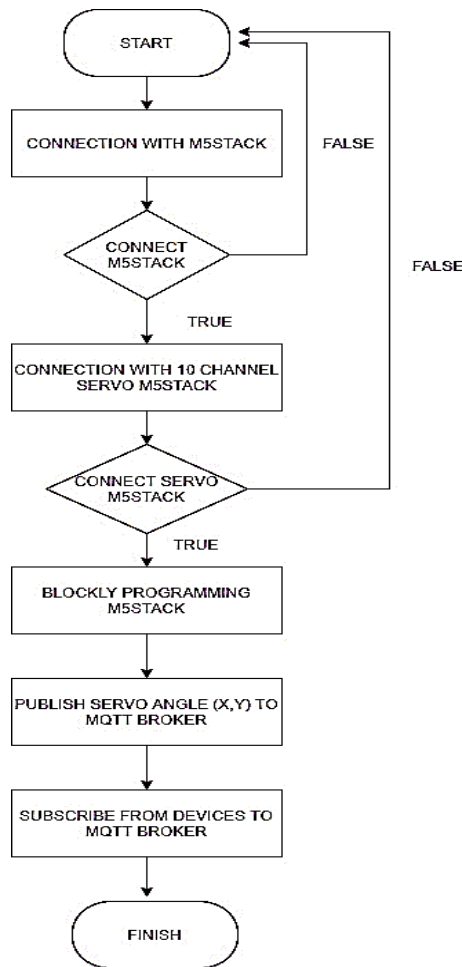 START
CONNECTION WITH M5STACK
FALSE
CONNECT
M5STACK
FALSE
TRUE
CONNECTION WITH 10 CHANNEL
SERVO M5STACK
CONNECT SERVO
M5STACK
TRUE
BLOCKLY PROGRAMMING
M5STACK
PUBLISH SERVO ANGLE (X,Y) TO
MQTT BROKER
SUBSCRIBE FROM DEVICES TO
MQTT BROKER
FINISH